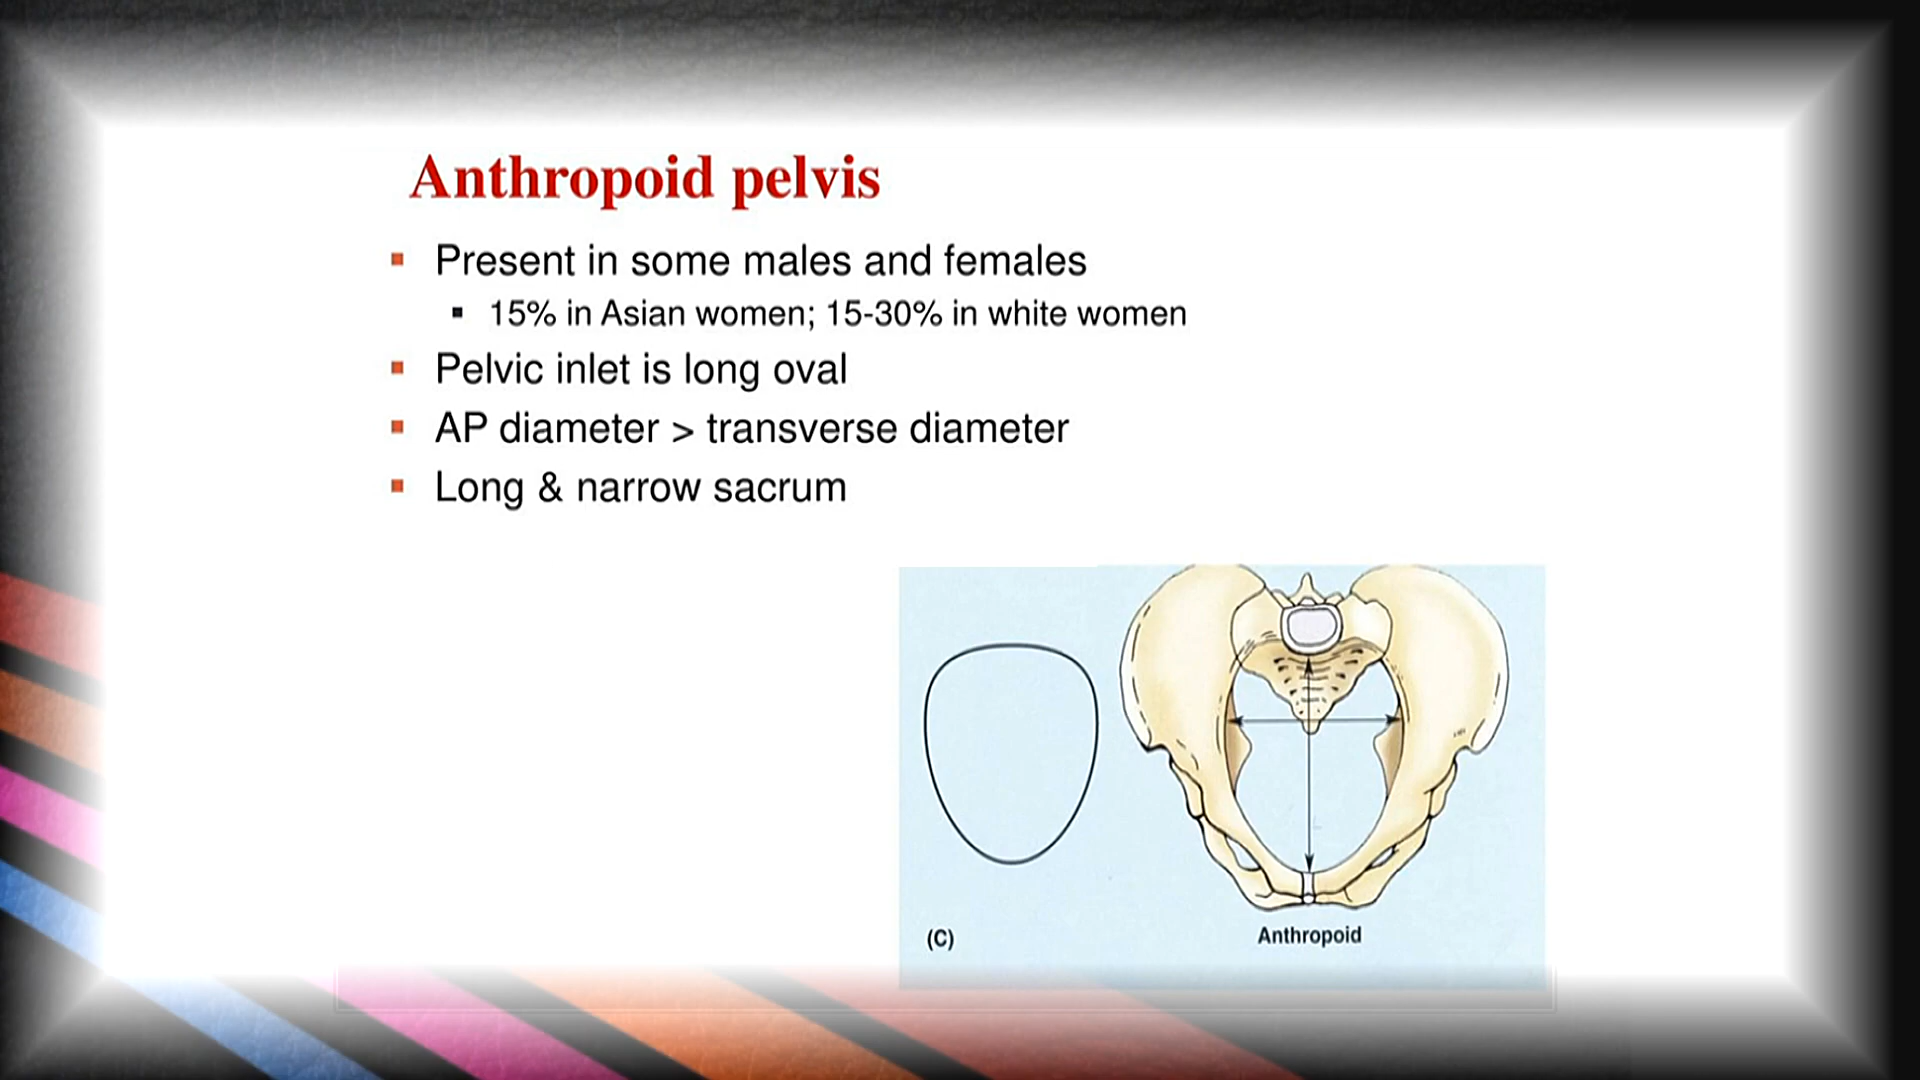 Anthropoid pelvis
Present in some males and females
15% in Asian women; 15-30% in white women
Pelvic inlet is long oval
AP diameter > transverse diameter
Long & narrow sacrum
(C)
Anthropoid